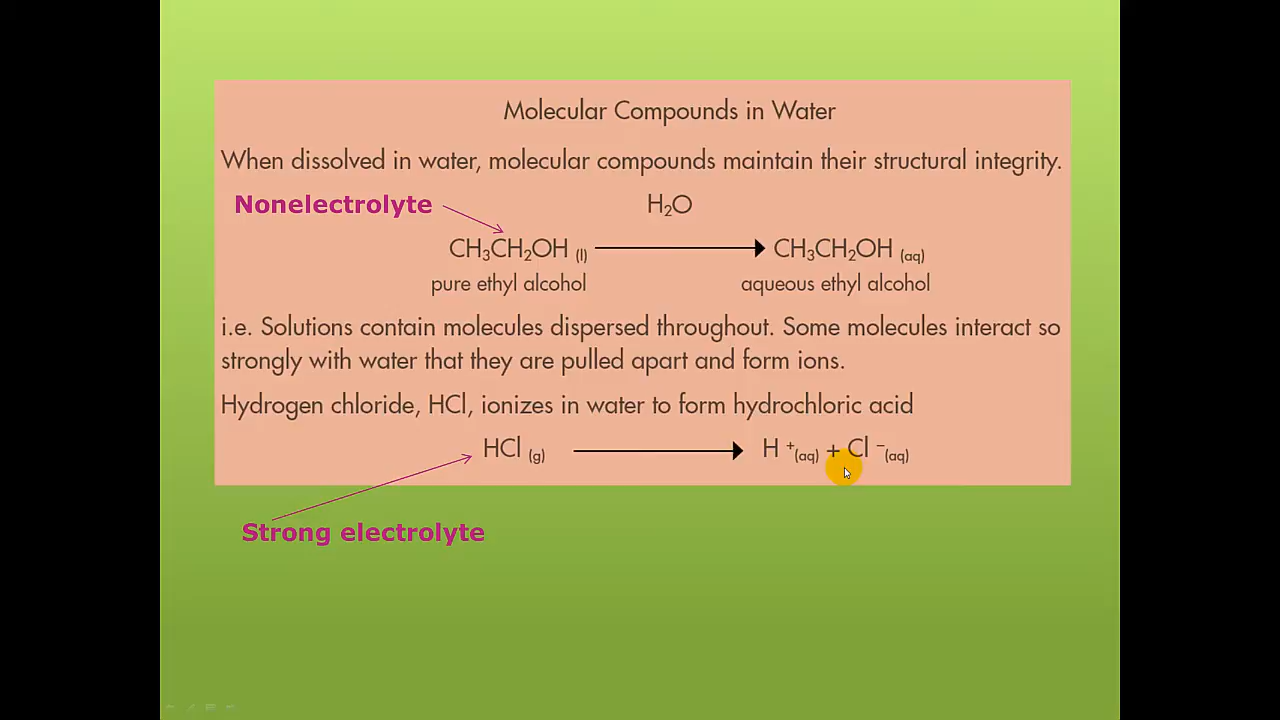 Molecular Compounds in Water
When dissolved in water, molecular compounds maintain their structural integrity.
Nonelectrolyte
H₂O
CH₃CH₂OH (l) CH₃CH₂OH (aq)
pure ethyl alcohol aqueous ethyl alcohol
i.e. Solutions contain molecules dispersed throughout. Some molecules interact so
strongly with water that they are pulled apart and form ions.
Hydrogen chloride, HCl, ionizes in water to form hydrochloric acid
HCl (g) H ⁺(aq) + Cl ⁻(aq)
Strong electrolyte